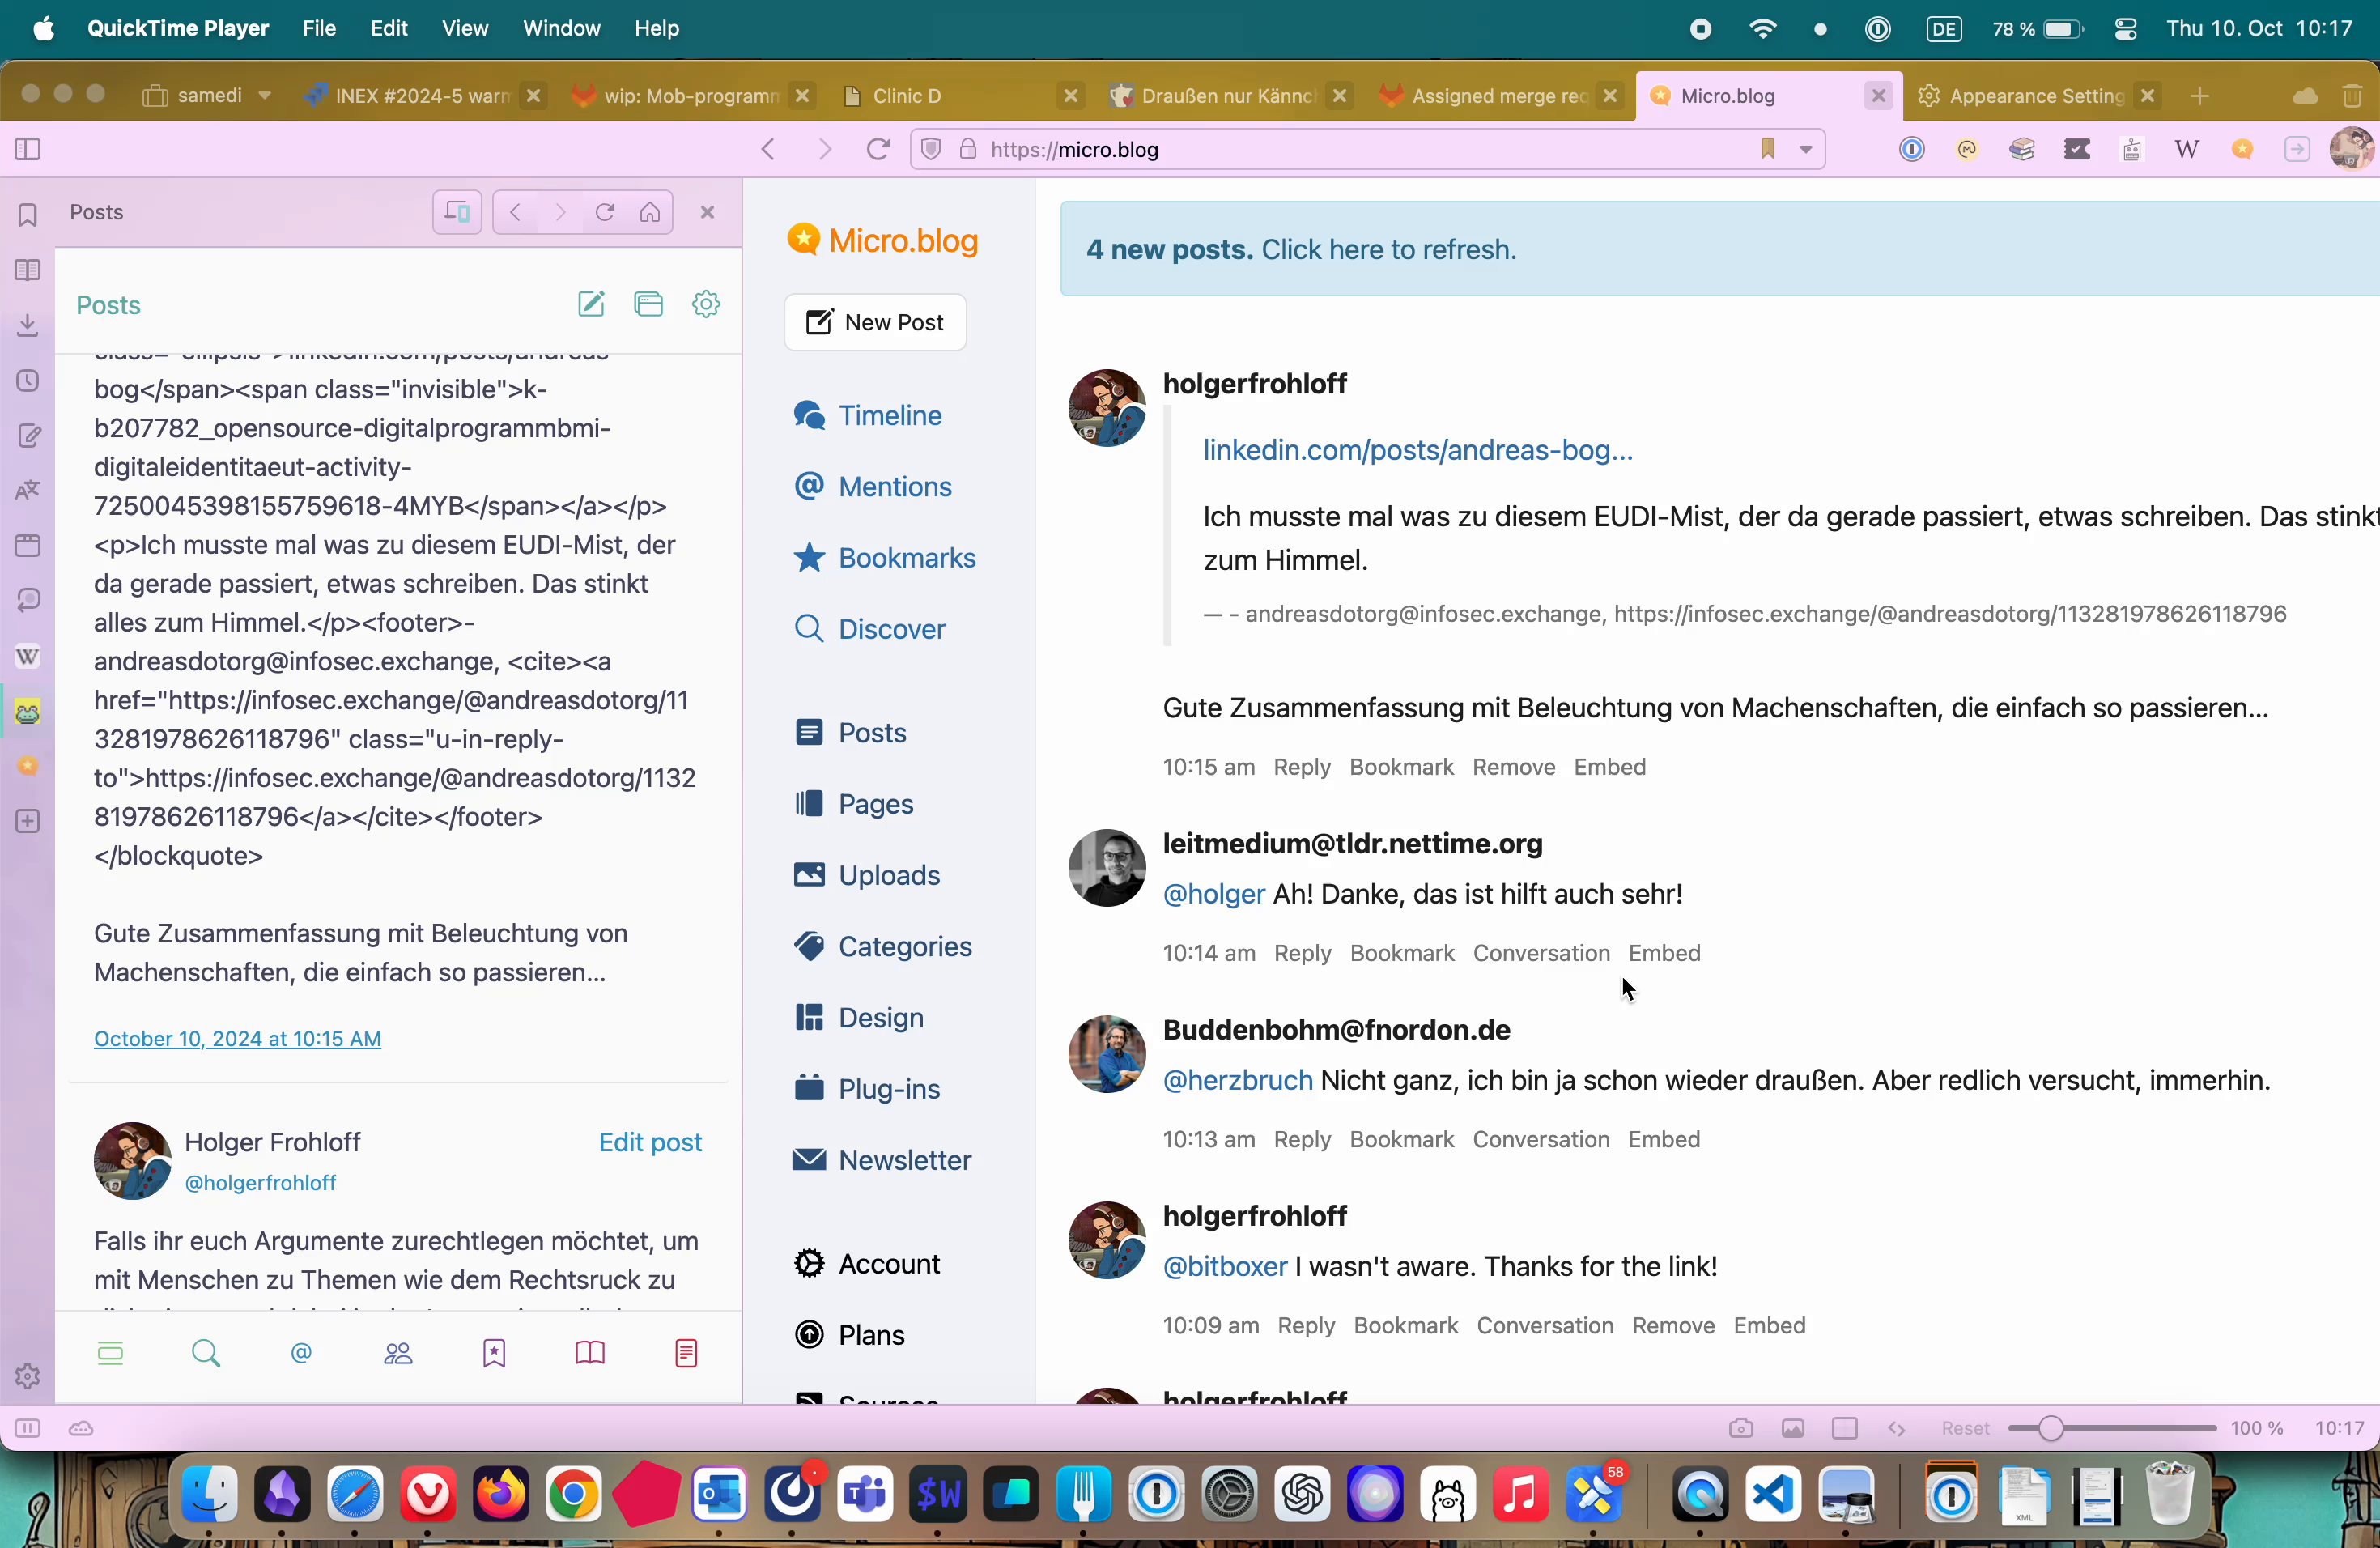 QuickTime Player File Edit View Window Help
DE 78 % Thu 10. Oct 10:17
samedi
INEX #2024-5 warn
wip: Mob-programm
Clinic D
Draußen nur Kännc
Assigned merge req
Micro.blog
Appearance Setting
https://micro.blog
W
Posts
Posts
bog</span><span class="invisible">k-
b207782_opensource-digitalprogrammbmi-
digitaleidentitaeut-activity-
7250045398155759618-4MYB</span></a></p>
<p>Ich musste mal was zu diesem EUDI-Mist, der
da gerade passiert, etwas schreiben. Das stinkt
alles zum Himmel.</p><footer>-
andreasdotorg@infosec.exchange, <cite><a
href="https://infosec.exchange/@andreasdotorg/11
3281978626118796" class="u-in-reply-
to">https://infosec.exchange/@andreasdotorg/1132
81978626118796</a></cite></footer>
</blockquote>
Gute Zusammenfassung mit Beleuchtung von
Machenschaften, die einfach so passieren...
October 10, 2024 at 10:15 AM
Holger Frohloff
Edit post
@holgerfrohloff
Falls ihr euch Argumente zurechtlegen möchtet, um
mit Menschen zu Themen wie dem Rechtsruck zu
Micro.blog
New Post
Timeline
Mentions
Bookmarks
Discover
Posts
Pages
Uploads
Categories
Design
Plug-ins
Newsletter
Account
Plans
Sources
4 new posts. Click here to refresh.
holgerfrohloff
linkedin.com/posts/andreas-bog...
Ich musste mal was zu diesem EUDI-Mist, der da gerade passiert, etwas schreiben. Das stinkt
zum Himmel.
— - andreasdotorg@infosec.exchange, https://infosec.exchange/@andreasdotorg/113281978626118796
Gute Zusammenfassung mit Beleuchtung von Machenschaften, die einfach so passieren...
10:15 am Reply Bookmark Remove Embed
leitmedium@tldr.nettime.org
@holger Ah! Danke, das ist hilft auch sehr!
10:14 am Reply Bookmark Conversation Embed
Buddenbohm@fnordon.de
@herzbruch Nicht ganz, ich bin ja schon wieder draußen. Aber redlich versucht, immerhin.
10:13 am Reply Bookmark Conversation Embed
holgerfrohloff
@bitboxer I wasn't aware. Thanks for the link!
10:09 am Reply Bookmark Conversation Remove Embed
holgerfrohloff
Reset 100 % 10:17
$W
58
XML